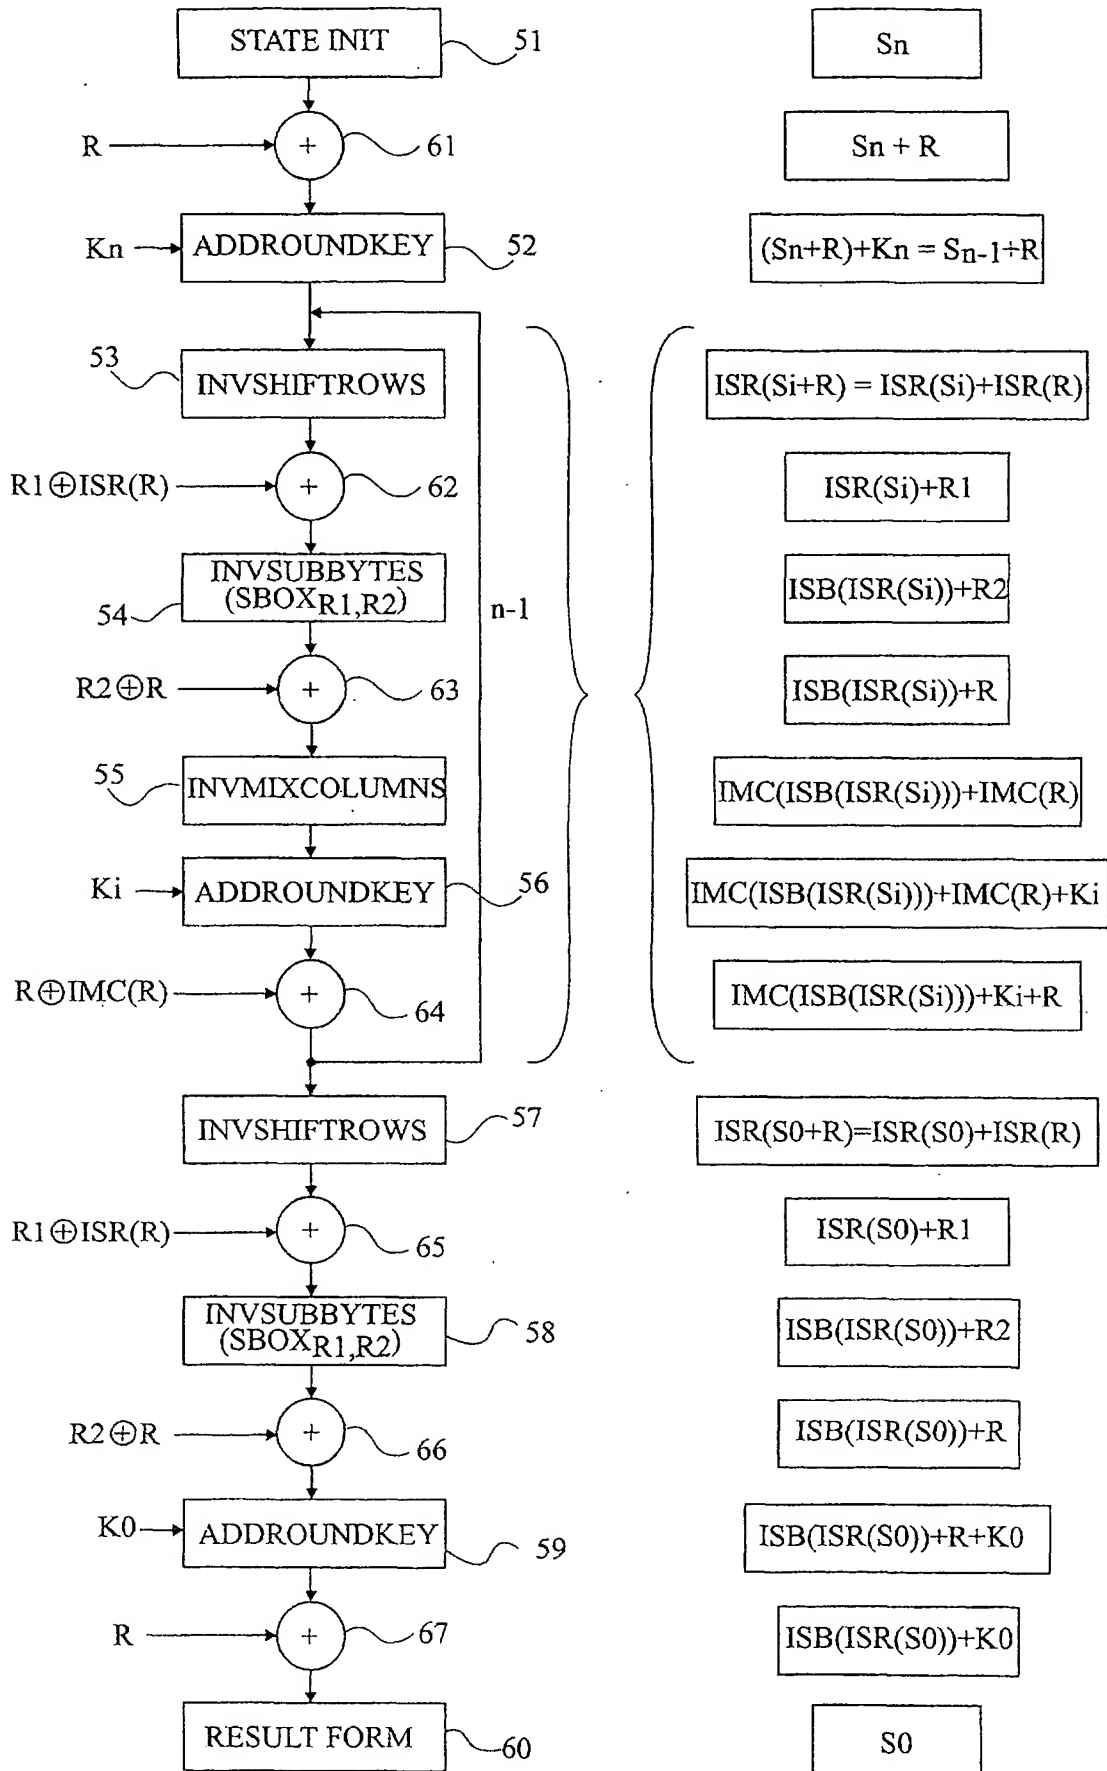 STATE INIT
51
Sn
R
+
61
Sn + R
Kn
ADDROUNDKEY
52
(Sn+R)+Kn = Sn-1+R
53
INVSHIFTROWS
ISR(Si+R) = ISR(Si)+ISR(R)
R1⊕ISR(R)
+
62
ISR(Si)+R1
INVSUBBYTES
(SBOXR1,R2)
54
n-1
ISB(ISR(Si))+R2
R2⊕R
+
63
ISB(ISR(Si))+R
55
INVMIXCOLUMNS
IMC(ISB(ISR(Si)))+IMC(R)
Ki
ADDROUNDKEY
56
IMC(ISB(ISR(Si)))+IMC(R)+Ki
R⊕IMC(R)
+
64
IMC(ISB(ISR(Si)))+Ki+R
INVSHIFTROWS
57
ISR(S0+R)=ISR(S0)+ISR(R)
R1⊕ISR(R)
+
65
ISR(S0)+R1
INVSUBBYTES
(SBOXR1,R2)
58
ISB(ISR(S0))+R2
R2⊕R
+
66
ISB(ISR(S0))+R
K0
ADDROUNDKEY
59
ISB(ISR(S0))+R+K0
R
+
67
ISB(ISR(S0))+K0
RESULT FORM
60
S0